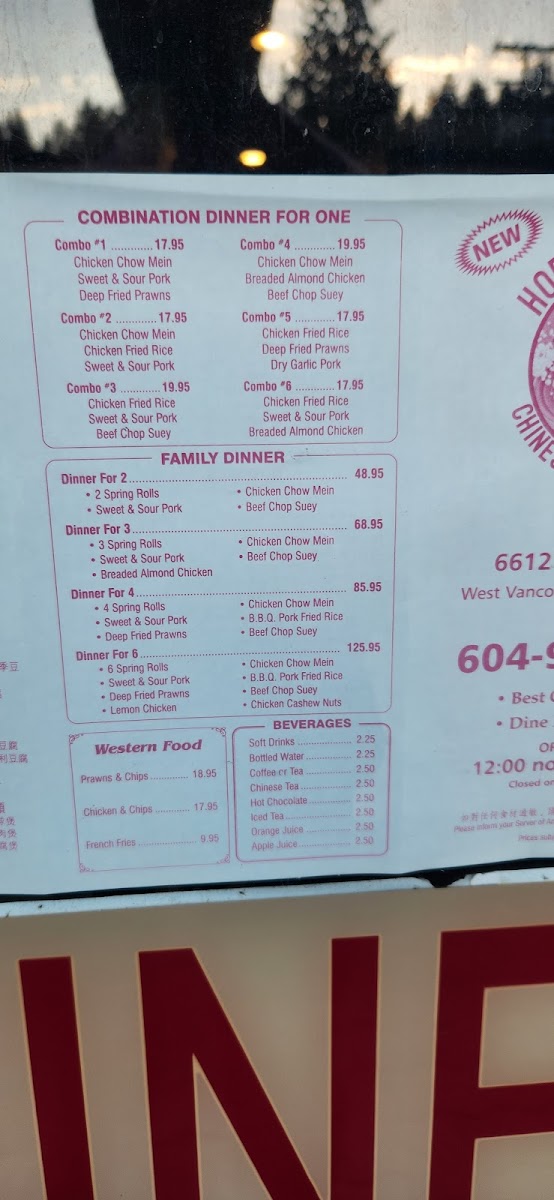 COMBINATION DINNER FOR ONE
Combo #1 ............. 17.95
Chicken Chow Mein
Sweet & Sour Pork
Deep Fried Prawns
Combo #2 ............. 17.95
Chicken Chow Mein
Chicken Fried Rice
Sweet & Sour Pork
Combo #3 ............. 19.95
Chicken Fried Rice
Sweet & Sour Pork
Beef Chop Suey
Combo #4 ............. 19.95
Chicken Chow Mein
Breaded Almond Chicken
Beef Chop Suey
Combo #5 ............. 17.95
Chicken Fried Rice
Deep Fried Prawns
Dry Garlic Pork
Combo #6 ............. 17.95
Chicken Fried Rice
Sweet & Sour Pork
Breaded Almond Chicken
FAMILY DINNER
Dinner For 2 ............. 48.95
• 2 Spring Rolls
• Sweet & Sour Pork
• Chicken Chow Mein
• Beef Chop Suey
Dinner For 3 ............. 68.95
• 3 Spring Rolls
• Sweet & Sour Pork
• Breaded Almond Chicken
• Chicken Chow Mein
• Beef Chop Suey
Dinner For 4 ............. 85.95
• 4 Spring Rolls
• Sweet & Sour Pork
• Deep Fried Prawns
• Chicken Chow Mein
• B.B.Q. Pork Fried Rice
• Beef Chop Suey
Dinner For 6 ............. 125.95
• 6 Spring Rolls
• Sweet & Sour Pork
• Deep Fried Prawns
• Lemon Chicken
• Chicken Chow Mein
• B.B.Q. Pork Fried Rice
• Beef Chop Suey
• Chicken Cashew Nuts
Western Food
Prawns & Chips ............. 18.95
Chicken & Chips ............. 17.95
French Fries ............. 9.95
BEVERAGES
Soft Drinks ............. 2.25
Bottled Water ............. 2.25
Coffee or Tea ............. 2.50
Chinese Tea ............. 2.50
Hot Chocolate ............. 2.50
Iced Tea ............. 2.50
Orange Juice ............. 2.50
Apple Juice ............. 2.50
NEW
6612
West Vanco
604-9
• Best
• Dine
12:00 no
Closed on
Please inform your Server of
Prices
IN